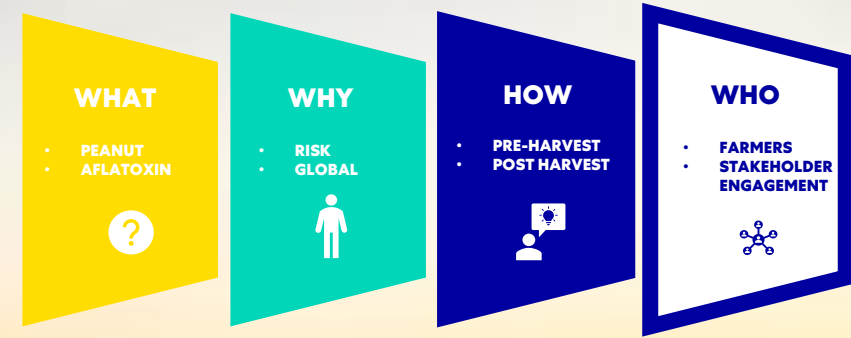 WHAT
• PEANUT
• AFLATOXIN
?
WHY
• RISK
• GLOBAL
HOW
• PRE-HARVEST
• POST HARVEST
WHO
• FARMERS
• STAKEHOLDER
ENGAGEMENT